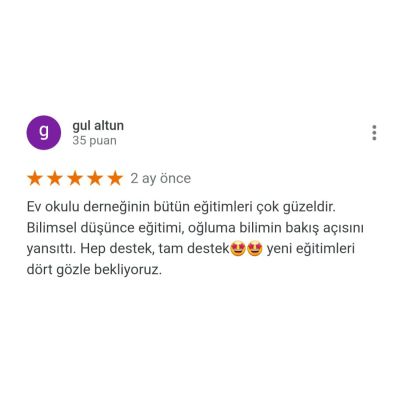 g
gul altun
35 puan
2 ay önce
Ev okulu derneğinin bütün eğitimleri çok güzeldir.
Bilimsel düşünce eğitimi, oğluma bilimin bakış açısını
yansıttı. Hep destek, tam destek🤩🤩 yeni eğitimleri
dört gözle bekliyoruz.